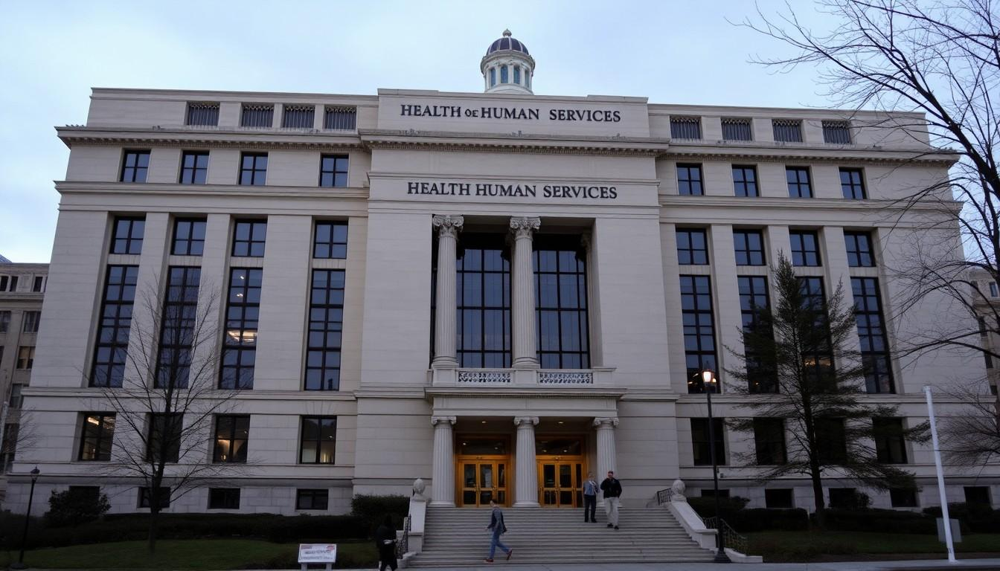 HEALTH OF HUMAN SERVICES
HEALTH HUMAN SERVICES